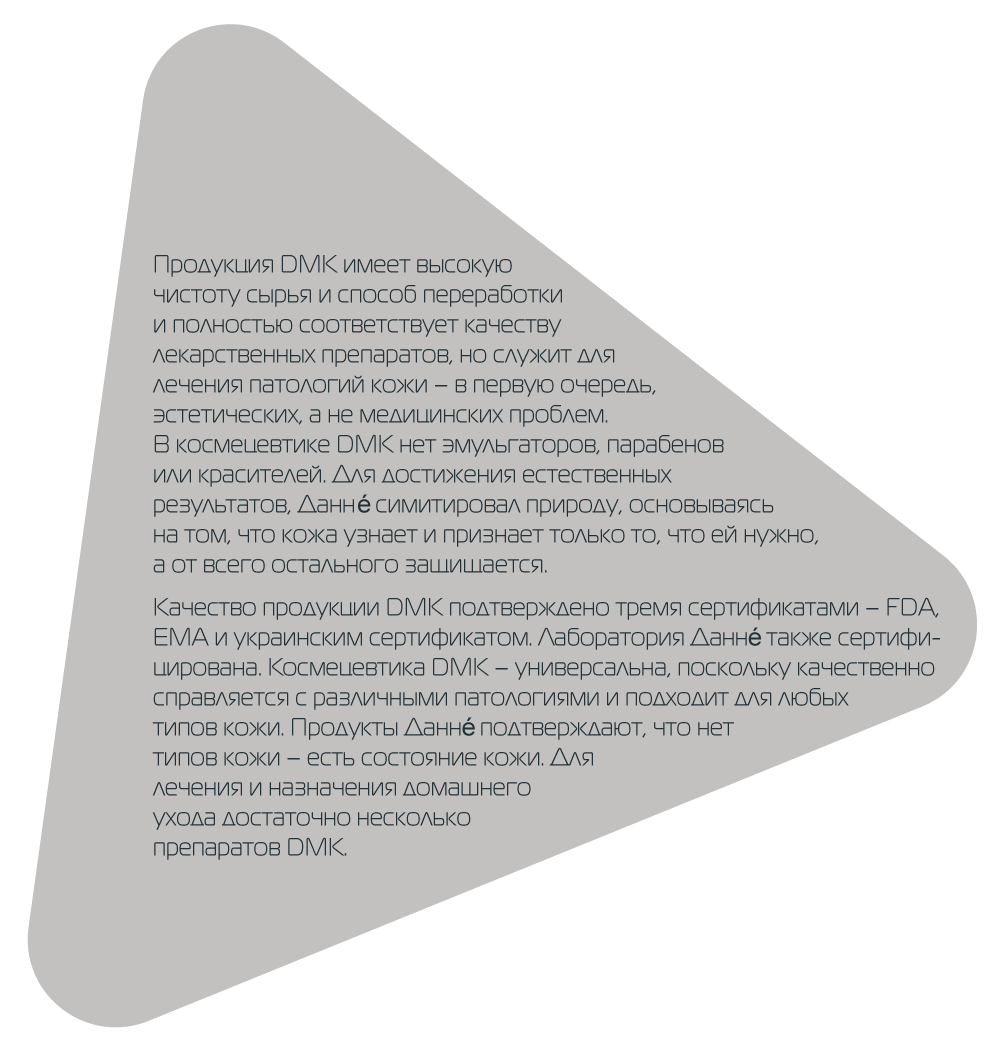 Продукция DMK имеет высокую
чистоту сырья и способ переработки
и полностью соответствует качеству
лекарственных препаратов, но служит для
лечения патологий кожи – в первую очередь,
эстетических, а не медицинских проблем.
В космецевтике DMK нет эмульгаторов, парабенов
или красителей. Для достижения естественных
результатов, Данне́ симитировал природу, основываясь
на том, что кожа узнает и признает только то, что ей нужно,
а от всего остального защищается.
Качество продукции DMK подтверждено тремя сертификатами – FDA,
EMA и украинским сертификатом. Лаборатория Данне́ также сертифи-
цирована. Космецевтика DMK – универсальна, поскольку качественно
справляется с различными патологиями и подходит для любых
типов кожи. Продукты Данне́ подтверждают, что нет
типов кожи – есть состояние кожи. Для
лечения и назначения домашнего
ухода достаточно несколько
препаратов DMK.